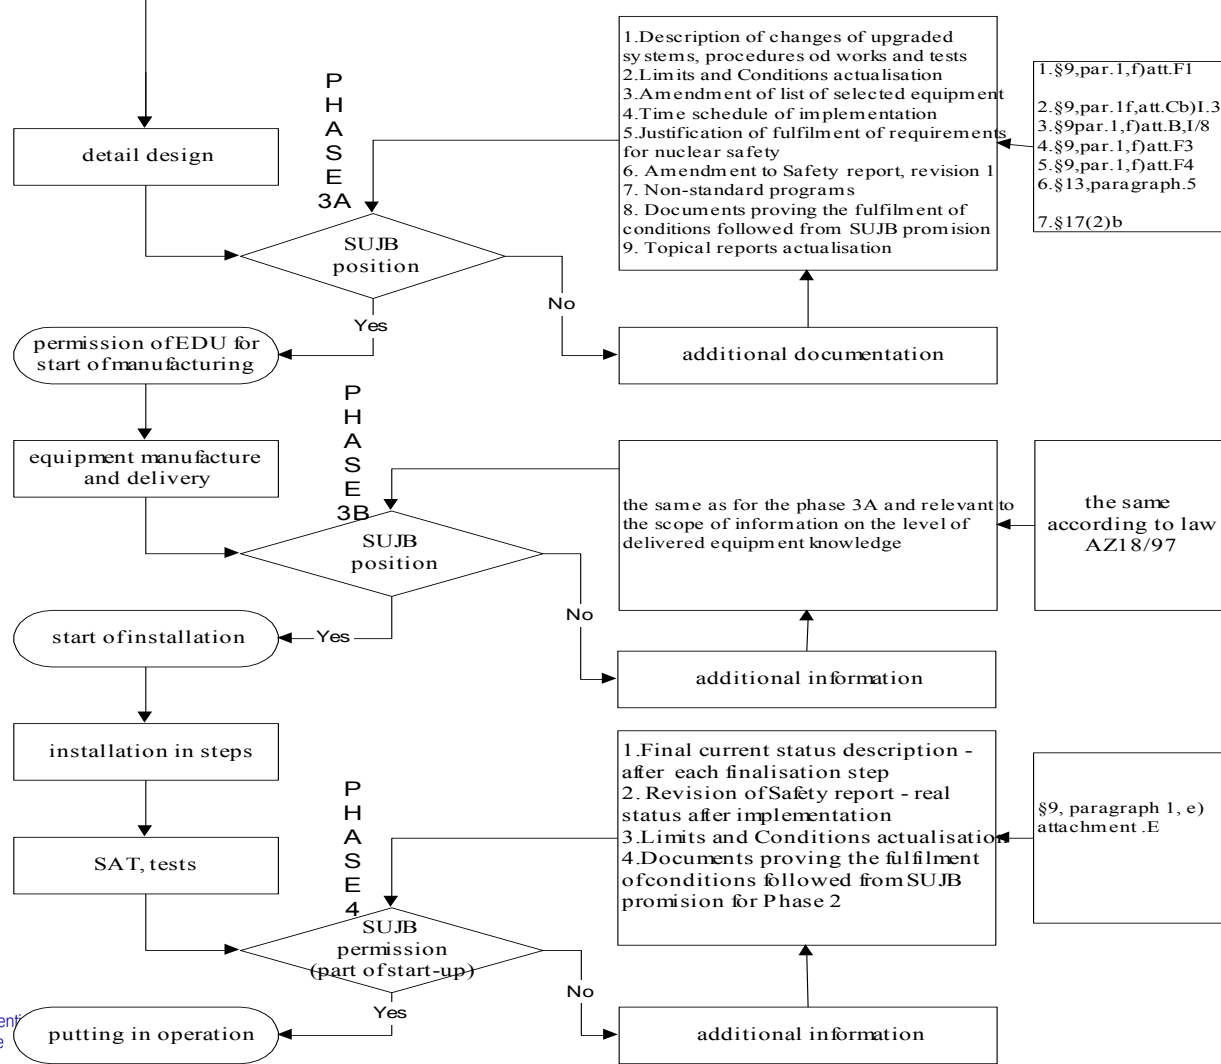 PHASE 3A
detail design
SUJB
position
Yes
No
1.Description of changes of upgraded
systems, procedures od works and tests
2.Limits and Conditions actualisation
3.Amendment of list of selected equipment
4.Time schedule of implementation
5.Justification of fulfilment of requirements
for nuclear safety
6. Amendment to Safety report, revision 1
7. Non-standard programs
8. Documents proving the fulfilment of
conditions followed from SUJB promision
9. Topical reports actualisation
1.§9,par.1,f)att.F1
2.§9,par.1f,att.Cb)I.3
3.§9par.1,f)att.B,I/8
4.§9,par.1,f)att.F3
5.§9,par.1,f)att.F4
6.§13,paragraph.5
7.§17(2)b
permission of EDU for
start of manufacturing
additional documentation
PHASE 3B
equipment manufacture
and delivery
SUJB
position
Yes
No
the same as for the phase 3A and relevant to
the scope of information on the level of
delivered equipment knowledge
the same
according to law
AZ18/97
start of installation
additional information
installation in steps
PHASE 4
SAT, tests
SUJB
permission
(part of start-up)
Yes
No
1.Final current status description -
after each finalisation step
2. Revision of Safety report - real
status after implementation
3.Limits and Conditions actualisation
4.Documents proving the fulfilment
of conditions followed from SUJB
promision for Phase 2
§9, paragraph 1, e)
attachment .E
putting in operation
additional information